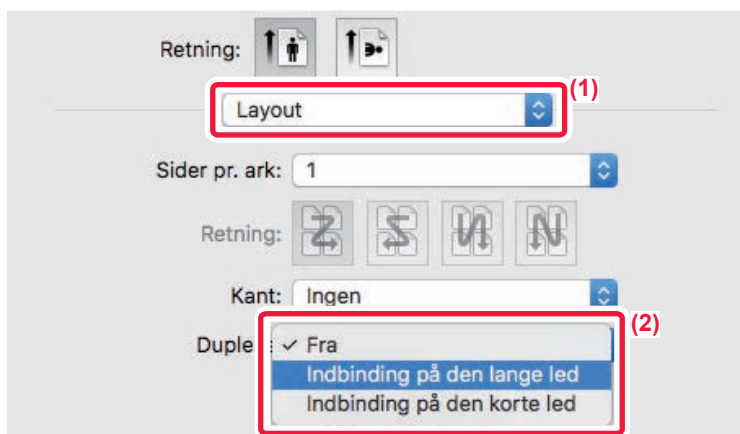 Retning:
(1)
Layout
Sider pr. ark: 1
Retning:
Kant: Ingen
(2)
✓ Fra
Indbinding på den lange led
Indbinding på den korte led